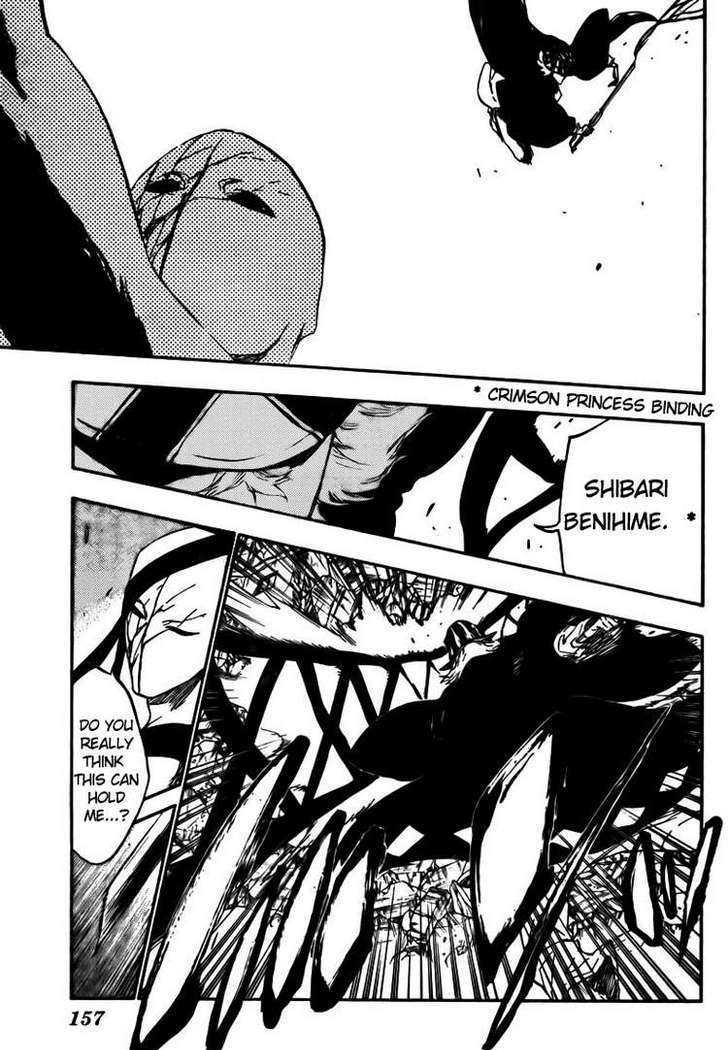 * CRIMSON PRINCESS BINDING
SHIBARI
BENIHIME. *
DO YOU
REALLY
THINK
THIS CAN
HOLD
ME...?
157